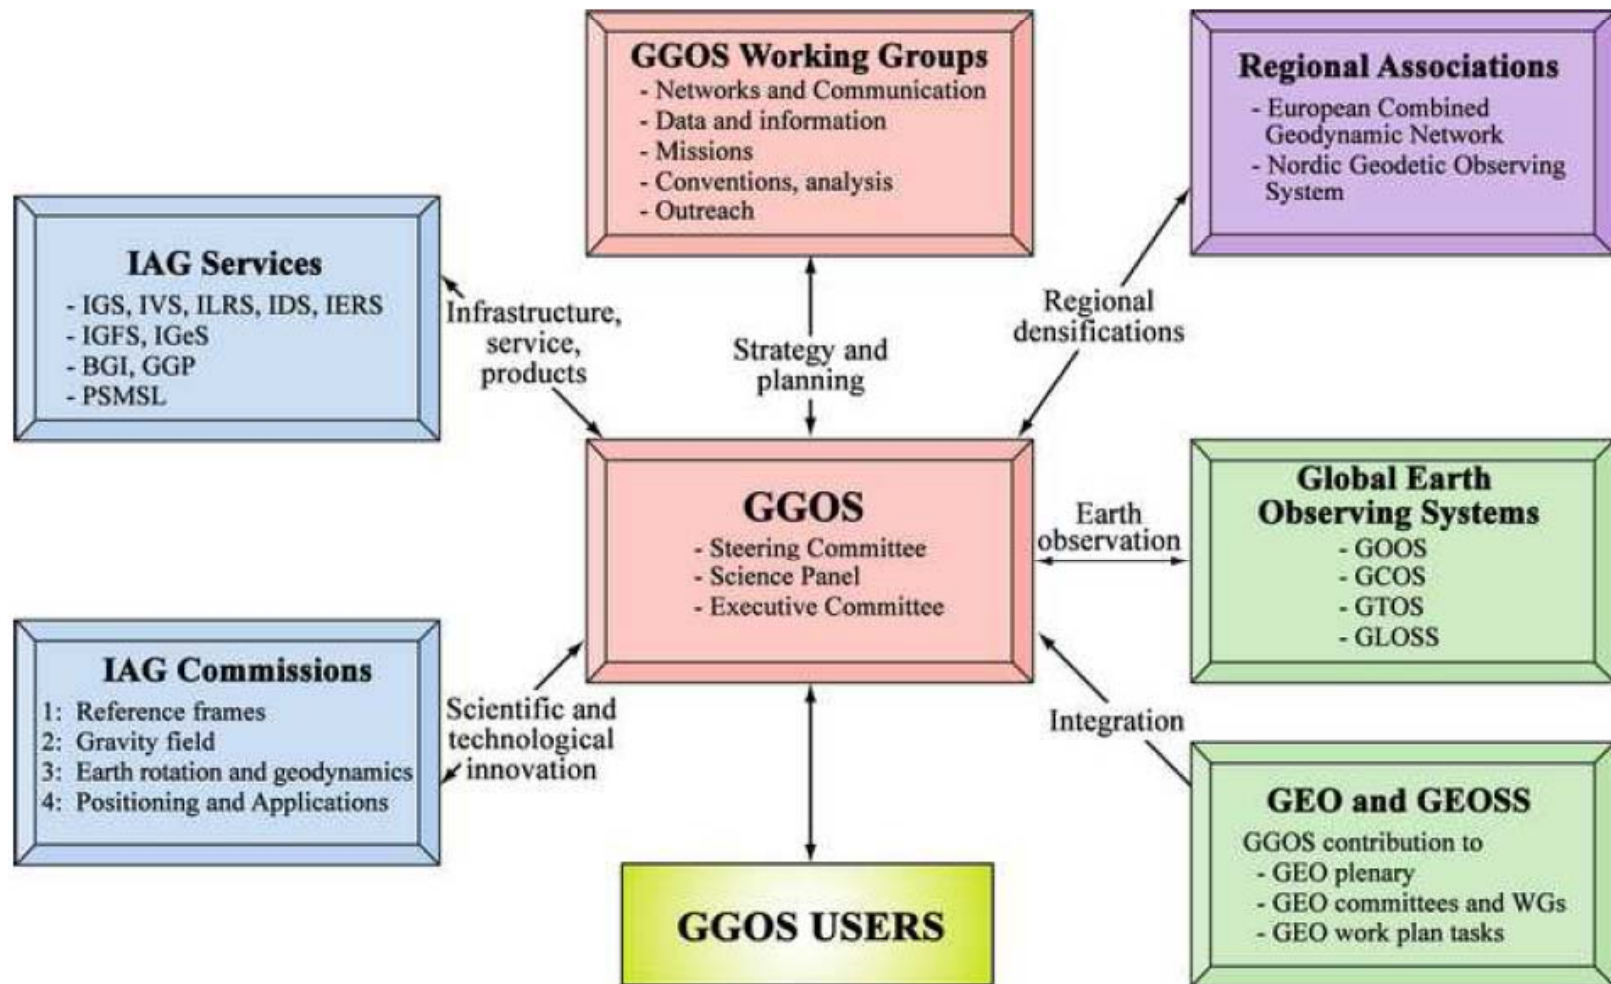 GGOS Working Groups
- Networks and Communication
- Data and information
- Missions
- Conventions, analysis
- Outreach
Regional Associations
- European Combined
Geodynamic Network
- Nordic Geodetic Observing
System
IAG Services
- IGS, IVS, ILRS, IDS, IERS
- IGFS, IGeS
- BGI, GGP
- PSMSL
Infrastructure,
service,
products
Strategy and
planning
Regional
densifications
GGOS
- Steering Committee
- Science Panel
- Executive Committee
Earth
observation
Global Earth
Observing Systems
- GOOS
- GCOS
- GTOS
- GLOSS
IAG Commissions
1: Reference frames
2: Gravity field
3: Earth rotation and geodynamics
4: Positioning and Applications
Scientific and
technological
innovation
Integration
GEO and GEOSS
GGOS contribution to
- GEO plenary
- GEO committees and WGs
- GEO work plan tasks
GGOS USERS